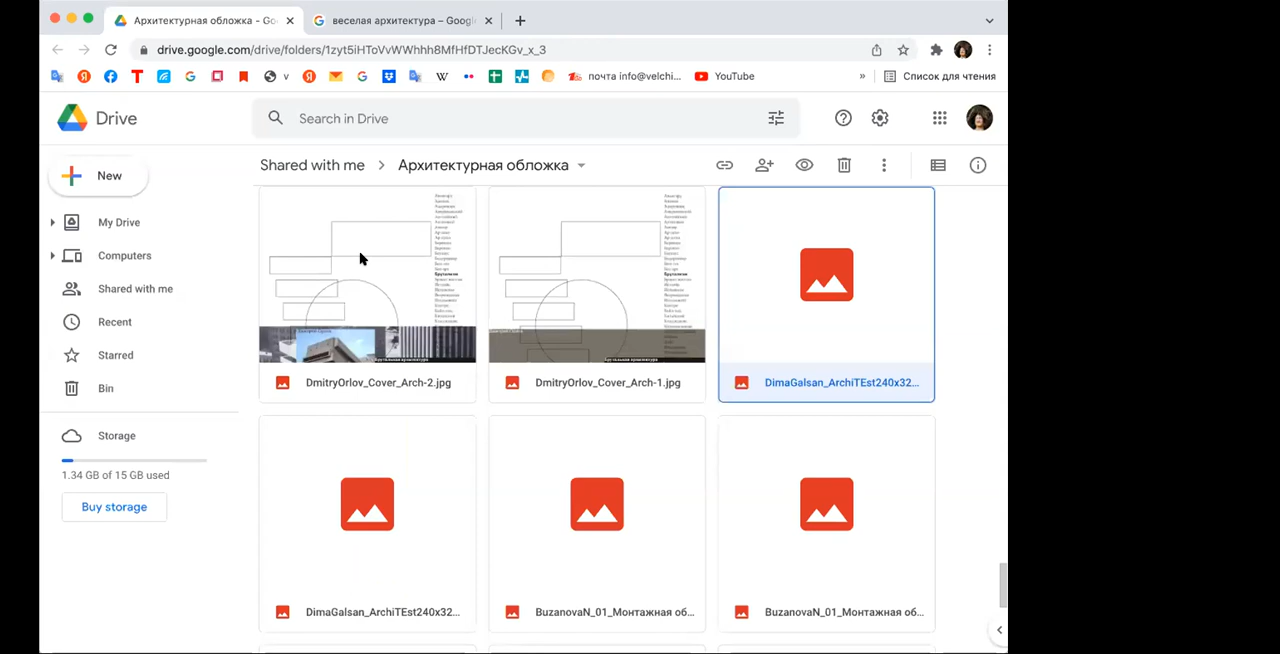 Архитектурная обложка - Go
веселая архитектура – Googl
drive.google.com/drive/folders/1zyt5iHToVvWWhhh8MfHfDTJecKGv_x_3
v
почта info@velchi...
YouTube
»
Список для чтения
Drive
Search in Drive
New
Shared with me
Архитектурная обложка
My Drive
Computers
Shared with me
Recent
Starred
Bin
Storage
1.34 GB of 15 GB used
Buy storage
DmitryOrlov_Cover_Arch-2.jpg
DmitryOrlov_Cover_Arch-1.jpg
DimaGalsan_ArchiTEst240x32...
DimaGalsan_ArchiTEst240x32...
BuzanovaN_01_Монтажная об...
BuzanovaN_01_Монтажная об...